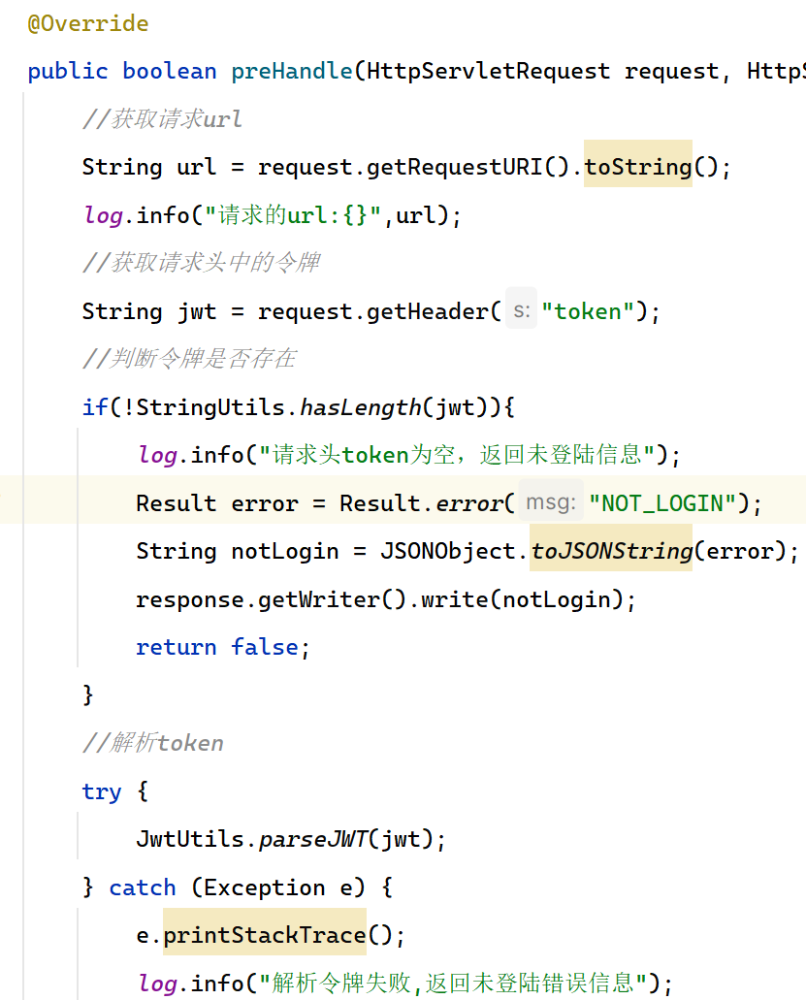 @Override
public boolean preHandle(HttpServletRequest request, HttpS
//获取请求url
String url = request.getRequestURI().toString();
log.info("请求的url:{}",url);
//获取请求头中的令牌
String jwt = request.getHeader( s: "token");
//判断令牌是否存在
if(!StringUtils.hasLength(jwt)){
log.info("请求头token为空，返回未登陆信息");
Result error = Result.error( msg: "NOT_LOGIN");
String notLogin = JSONObject.toJSONString(error);
response.getWriter().write(notLogin);
return false;
}
//解析token
try {
JwtUtils.parseJWT(jwt);
} catch (Exception e) {
e.printStackTrace();
log.info("解析令牌失败,返回未登陆错误信息");